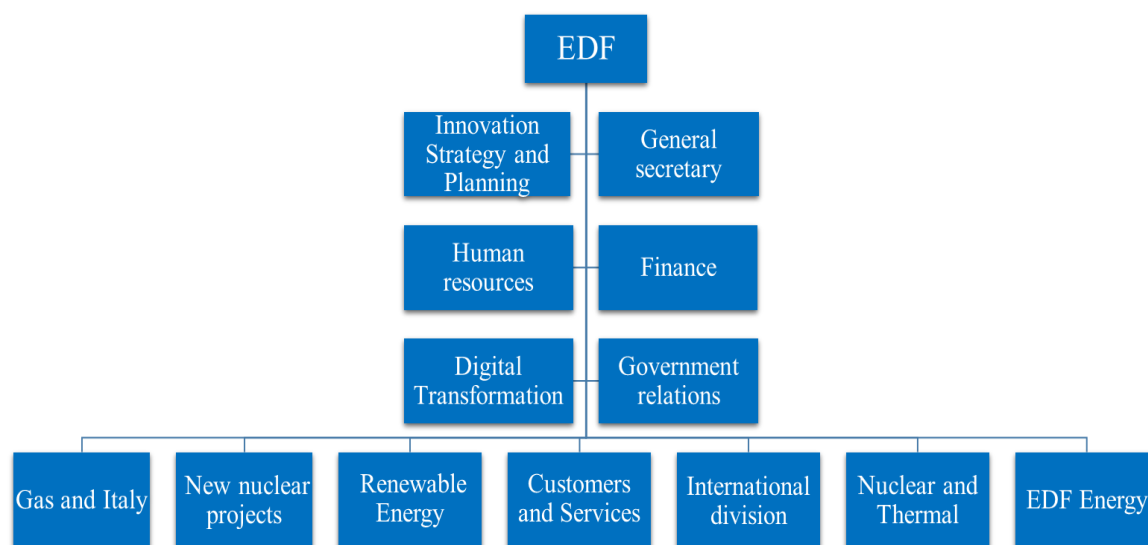 EDF
Innovation
Strategy and
Planning
General
secretary
Human
resources
Finance
Digital
Transformation
Government
relations
Gas and Italy
New nuclear
projects
Renewable
Energy
Customers
and Services
International
division
Nuclear and
Thermal
EDF Energy